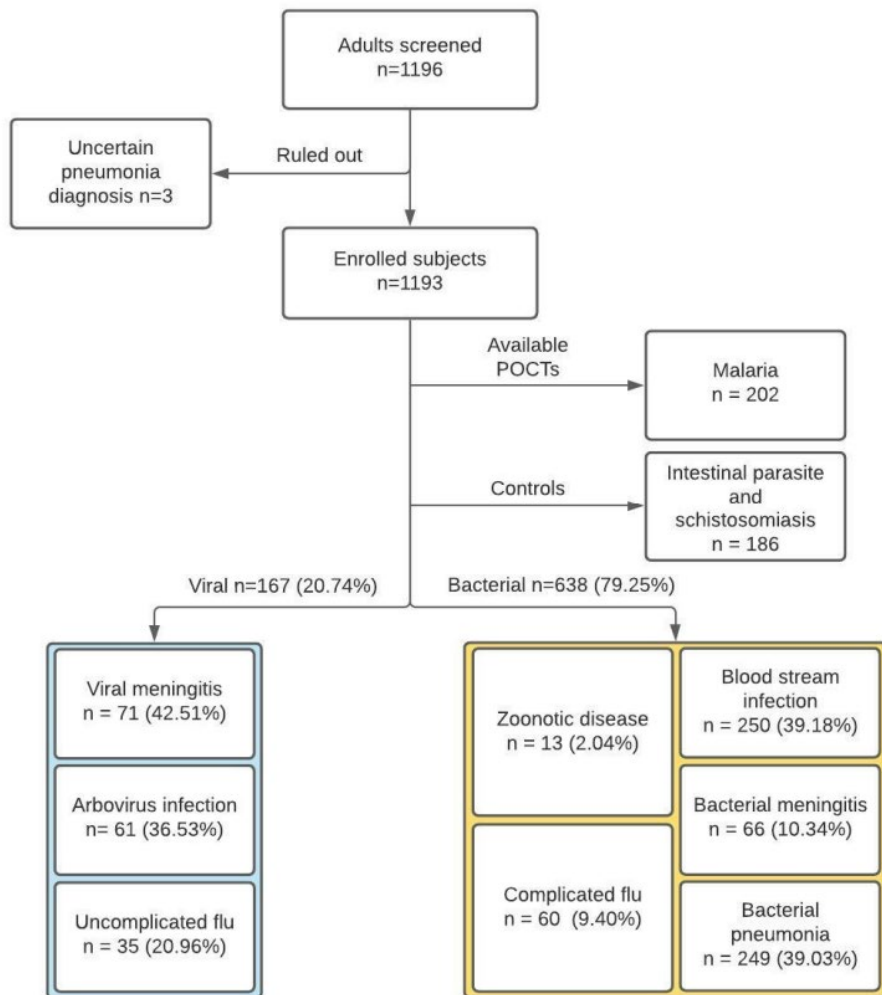 Adults screened
n=1196
Ruled out
Uncertain
pneumonia
diagnosis n=3
Enrolled subjects
n=1193
Available
POCTs
Malaria
n = 202
Controls
Intestinal parasite
and
schistosomiasis
n = 186
Viral n=167 (20.74%)
Bacterial n=638 (79.25%)
Viral meningitis
n = 71 (42.51%)
Arbovirus infection
n= 61 (36.53%)
Uncomplicated flu
n = 35 (20.96%)
Zoonotic disease
n = 13 (2.04%)
Complicated flu
n = 60 (9.40%)
Blood stream
infection
n = 250 (39.18%)
Bacterial meningitis
n = 66 (10.34%)
Bacterial
pneumonia
n = 249 (39.03%)